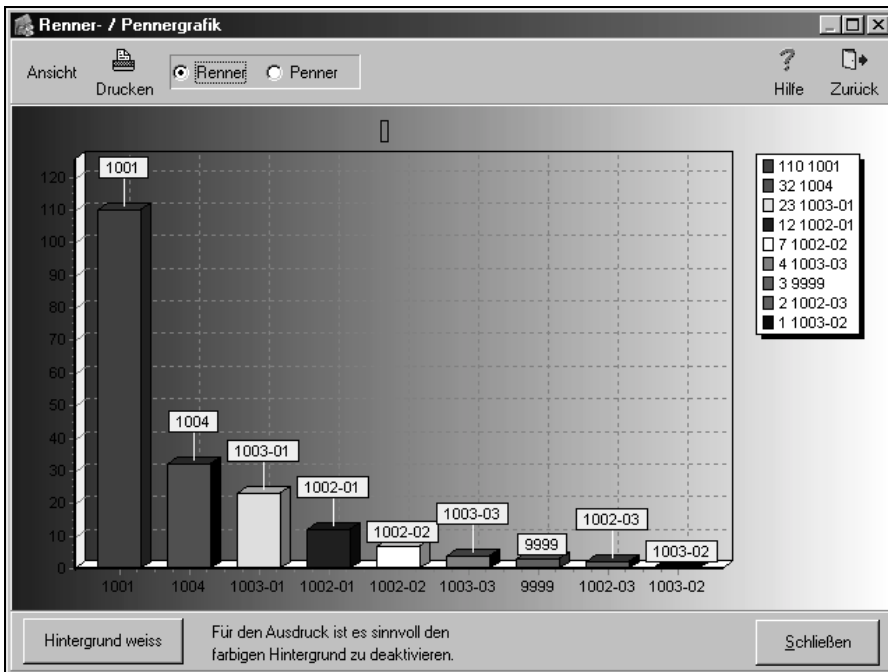 Renner- / Pennergrafik
Ansicht
Drucken
Renner
Penner
Hilfe
Zurück
1001
1004
1003-01
1002-01
1002-02
1003-03
9999
1002-03
1003-02
120
110
100
90
80
70
60
50
40
30
20
10
0
1001 1004 1003-01 1002-01 1002-02 1003-03 9999 1002-03 1003-02
110 1001
32 1004
23 1003-01
12 1002-01
7 1002-02
4 1003-03
3 9999
2 1002-03
1 1003-02
Hintergrund weiss
Für den Ausdruck ist es sinnvoll den
farbigen Hintergrund zu deaktivieren.
Schließen